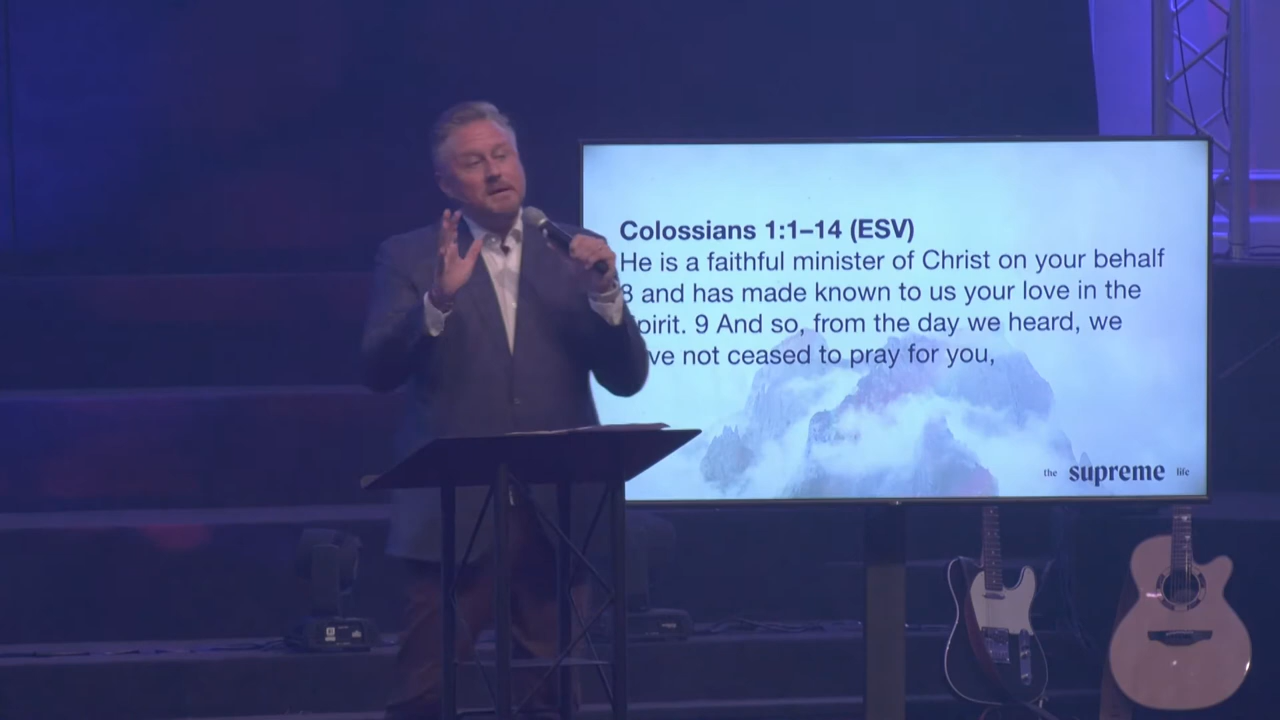 Colossians 1:1–14 (ESV)
He is a faithful minister of Christ on your behalf
8 and has made known to us your love in the
pirit. 9 And so, from the day we heard, we
ve not ceased to pray for you,
the supreme life